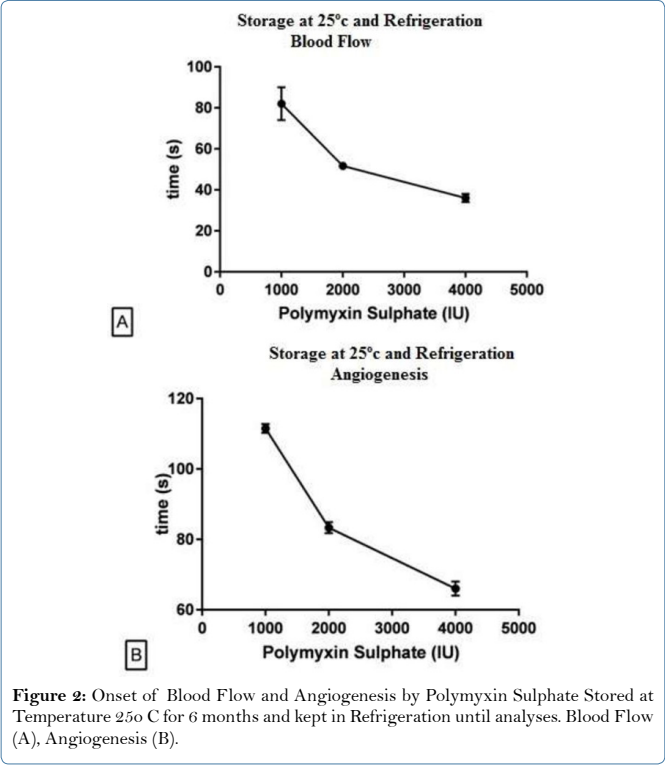 Storage at 25°c and Refrigeration
Blood Flow
100
80
60
40
20
0
time (s)
0 1000 2000 3000 4000 5000
Polymyxin Sulphate (IU)
A
Storage at 25°c and Refrigeration
Angiogenesis
120
100
80
60
time (s)
0 1000 2000 3000 4000 5000
Polymyxin Sulphate (IU)
B
Figure 2: Onset of Blood Flow and Angiogenesis by Polymyxin Sulphate Stored at
Temperature 25o C for 6 months and kept in Refrigeration until analyses. Blood Flow
(A), Angiogenesis (B).